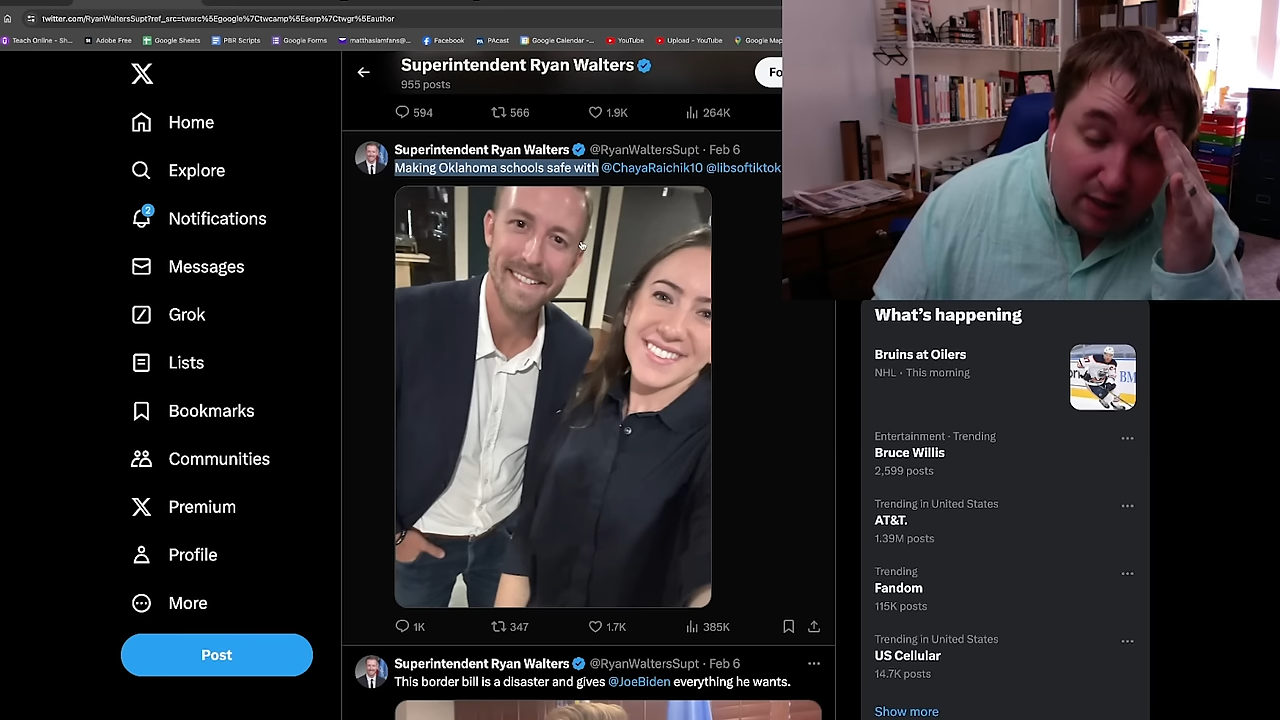 twitter.com/RyanWaltersSupt?ref_src=twsrc%5Egoogle%7Ctwcamp%5Eserp%7Ctwgr%5Eauthor
Teach Online - Sh...
Adobe Free
Google Sheets
PBR Scripts
Google Forms
matthaslamfans@...
Facebook
PAcast
Google Calendar -...
YouTube
Upload - YouTube
Google Map
Home
Explore
2
Notifications
Messages
Grok
Lists
Bookmarks
Communities
Premium
Profile
More
Post
Superintendent Ryan Walters
955 posts
Fo
594 566 1.9K 264K
Superintendent Ryan Walters @RyanWaltersSupt · Feb 6
Making Oklahoma schools safe with @ChayaRaichik10 @libsoftiktok
1K 347 1.7K 385K
Superintendent Ryan Walters @RyanWaltersSupt · Feb 6
This border bill is a disaster and gives @JoeBiden everything he wants.
What's happening
Bruins at Oilers
NHL · This morning
Entertainment · Trending
Bruce Willis
2,599 posts
Trending in United States
AT&T.
1.39M posts
Trending
Fandom
115K posts
Trending in United States
US Cellular
14.7K posts
Show more